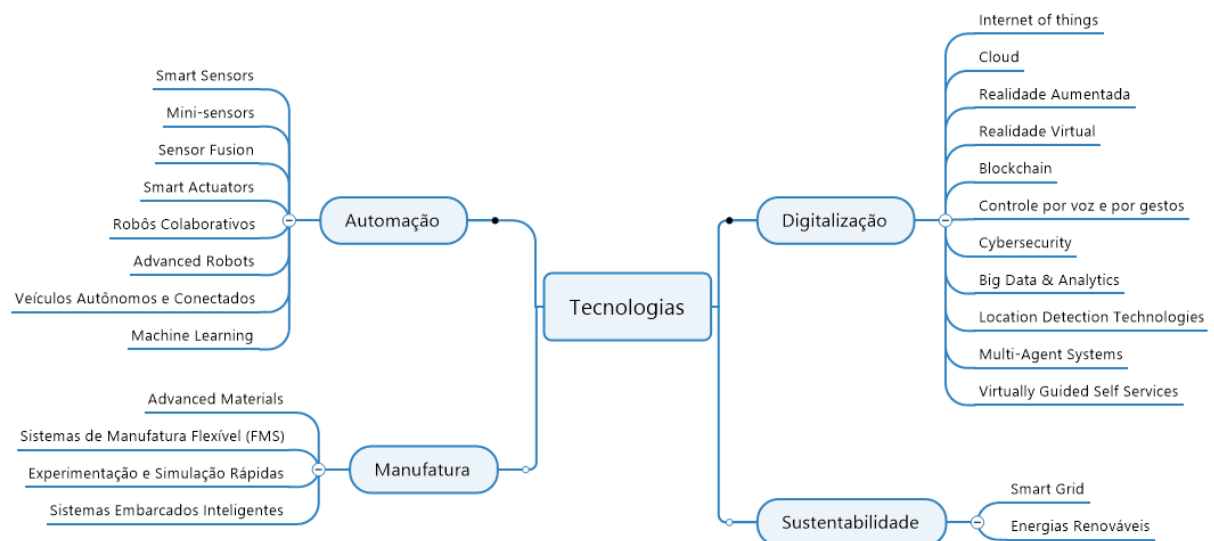 Tecnologias
Automação
Smart Sensors
Mini-sensors
Sensor Fusion
Smart Actuators
Robôs Colaborativos
Advanced Robots
Veículos Autônomos e Conectados
Machine Learning
Manufatura
Advanced Materials
Sistemas de Manufatura Flexível (FMS)
Experimentação e Simulação Rápidas
Sistemas Embarcados Inteligentes
Digitalização
Internet of things
Cloud
Realidade Aumentada
Realidade Virtual
Blockchain
Controle por voz e por gestos
Cybersecurity
Big Data & Analytics
Location Detection Technologies
Multi-Agent Systems
Virtually Guided Self Services
Sustentabilidade
Smart Grid
Energias Renováveis